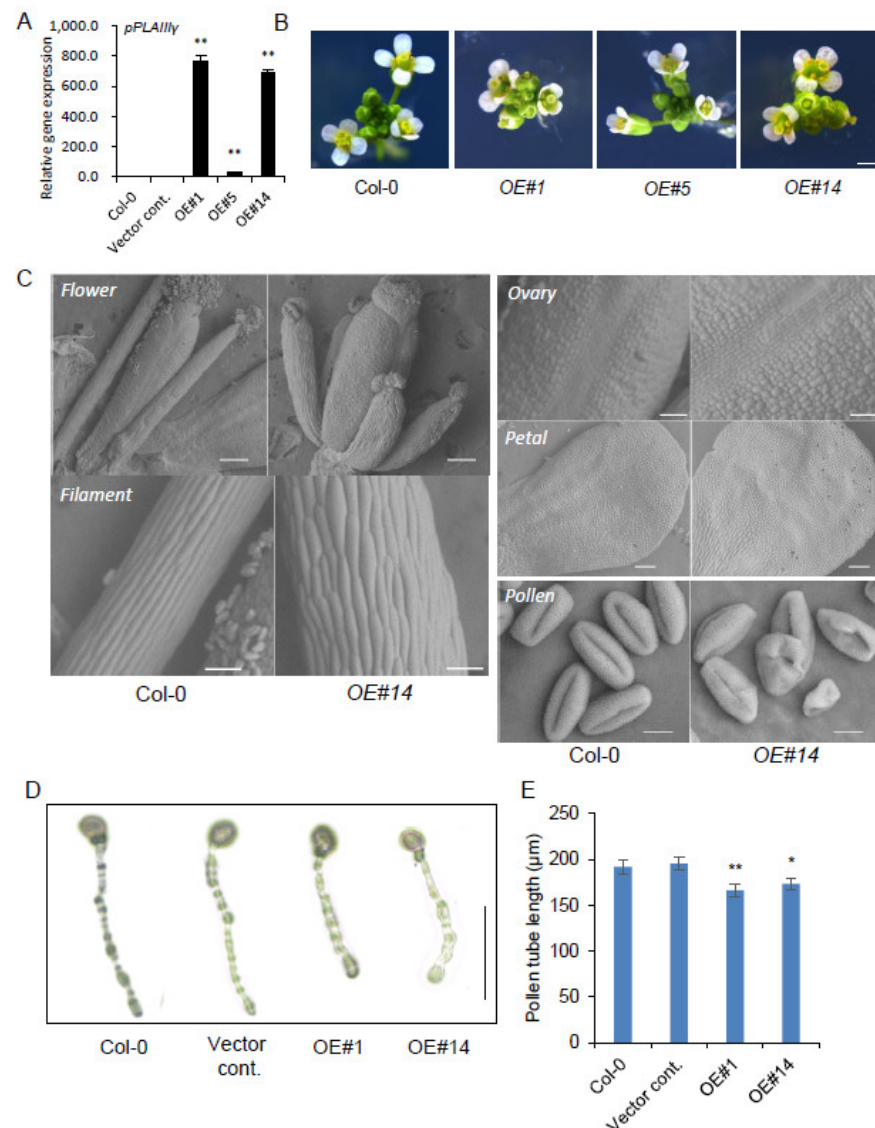 A
pPLAIIIγ
Relative gene expression
1,000.0
800.0
600.0
400.0
200.0
0.0
**
**
**
Col-0
Vector cont.
OE#1
OE#5
OE#14
B
Col-0
OE#1
OE#5
OE#14
C
Flower
Filament
Col-0
OE#14
Ovary
Petal
Pollen
Col-0
OE#14
D
Col-0
Vector
cont.
OE#1
OE#14
E
Pollen tube length (µm)
250
200
150
100
50
0
**
*
Col-0
Vector cont.
OE#1
OE#14